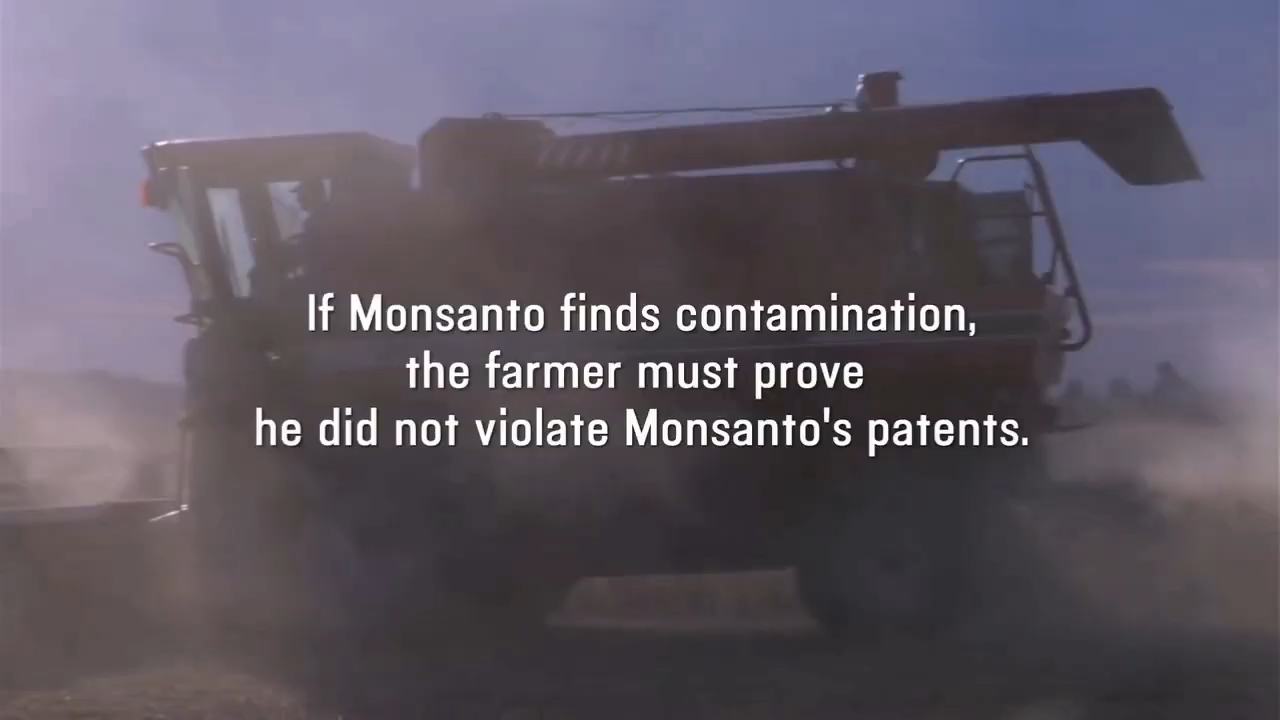 If Monsanto finds contamination,
the farmer must prove
he did not violate Monsanto's patents.